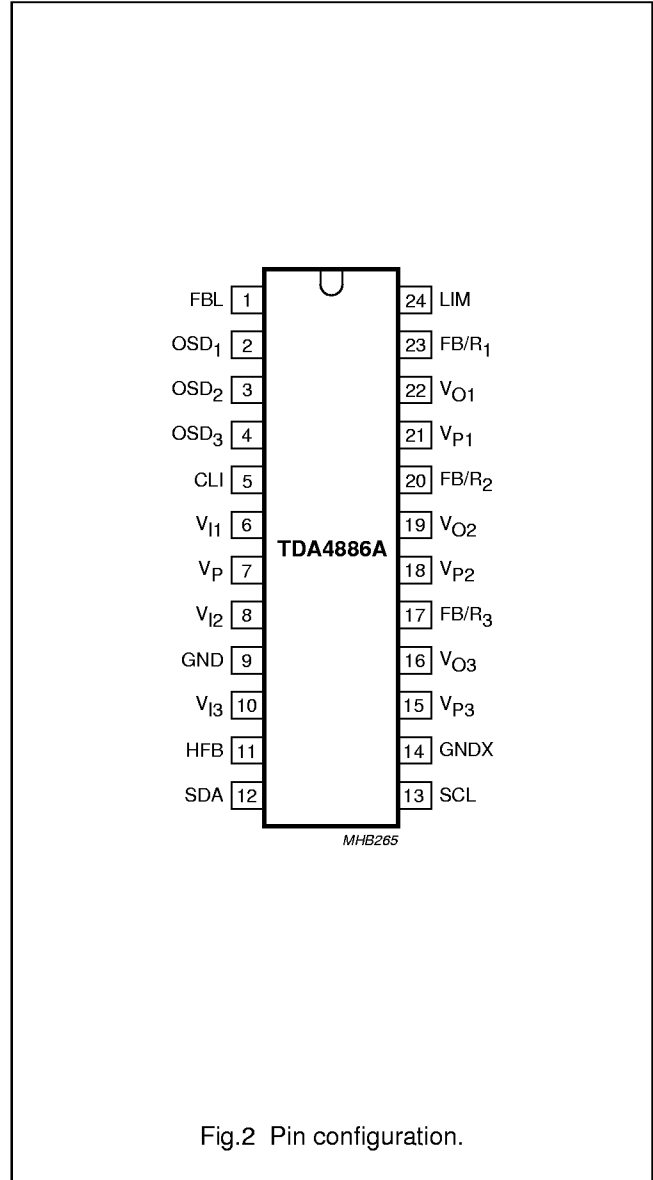 FBL 1 24 LIM
OSD1 2 23 FB/R1
OSD2 3 22 VO1
OSD3 4 21 VP1
CLI 5 20 FB/R2
VI1 6 19 VO2
VP 7 18 VP2
VI2 8 17 FB/R3
GND 9 16 VO3
VI3 10 15 VP3
HFB 11 14 GNDX
SDA 12 13 SCL
TDA4886A
MHB265
Fig.2 Pin configuration.